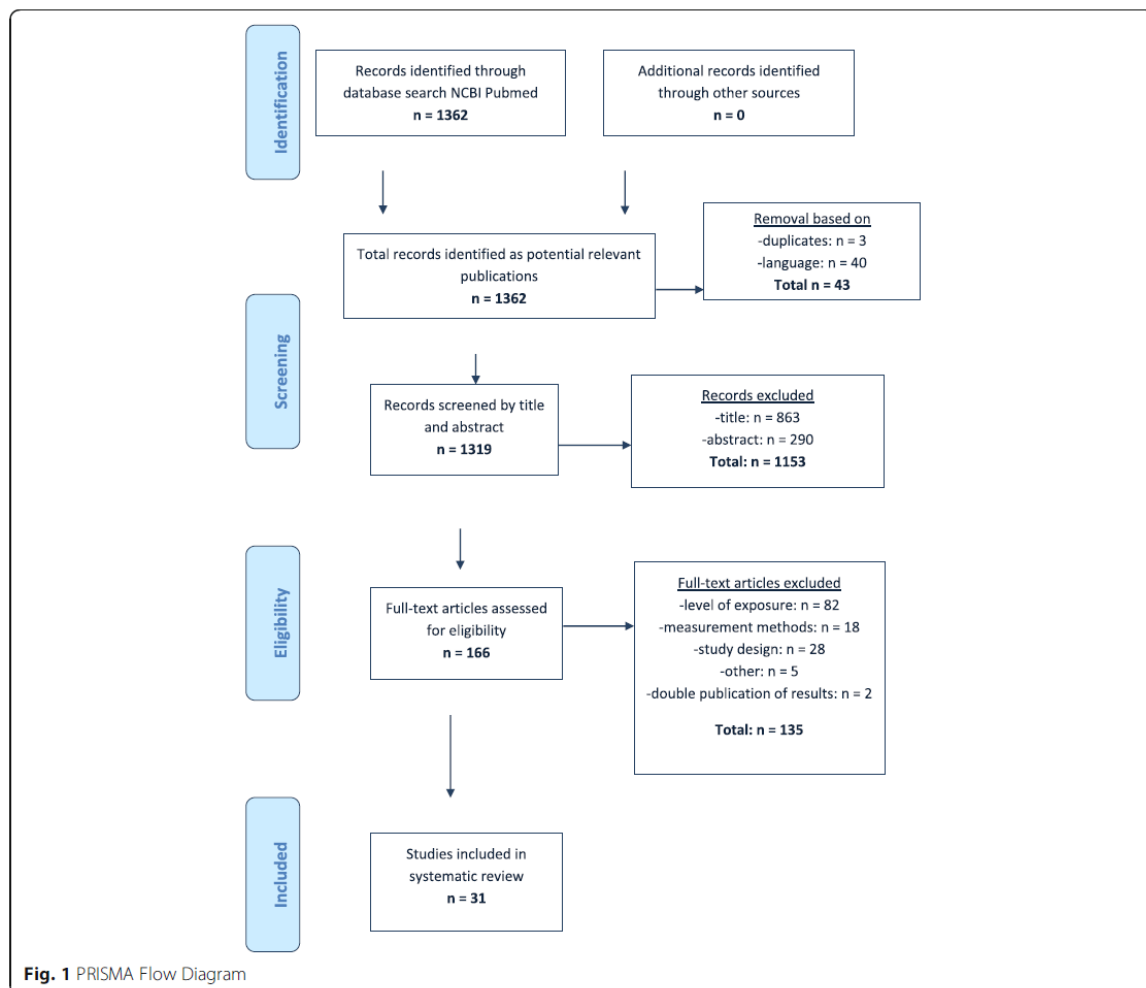 Identification
Records identified through
database search NCBI Pubmed
n = 1362
Additional records identified
through other sources
n = 0
Total records identified as potential relevant
publications
n = 1362
Removal based on
-duplicates: n = 3
-language: n = 40
Total n = 43
Screening
Records screened by title
and abstract
n = 1319
Records excluded
-title: n = 863
-abstract: n = 290
Total: n = 1153
Eligibility
Full-text articles assessed
for eligibility
n = 166
Full-text articles excluded
-level of exposure: n = 82
-measurement methods: n = 18
-study design: n = 28
-other: n = 5
-double publication of results: n = 2
Total: n = 135
Included
Studies included in
systematic review
n = 31
Fig. 1 PRISMA Flow Diagram